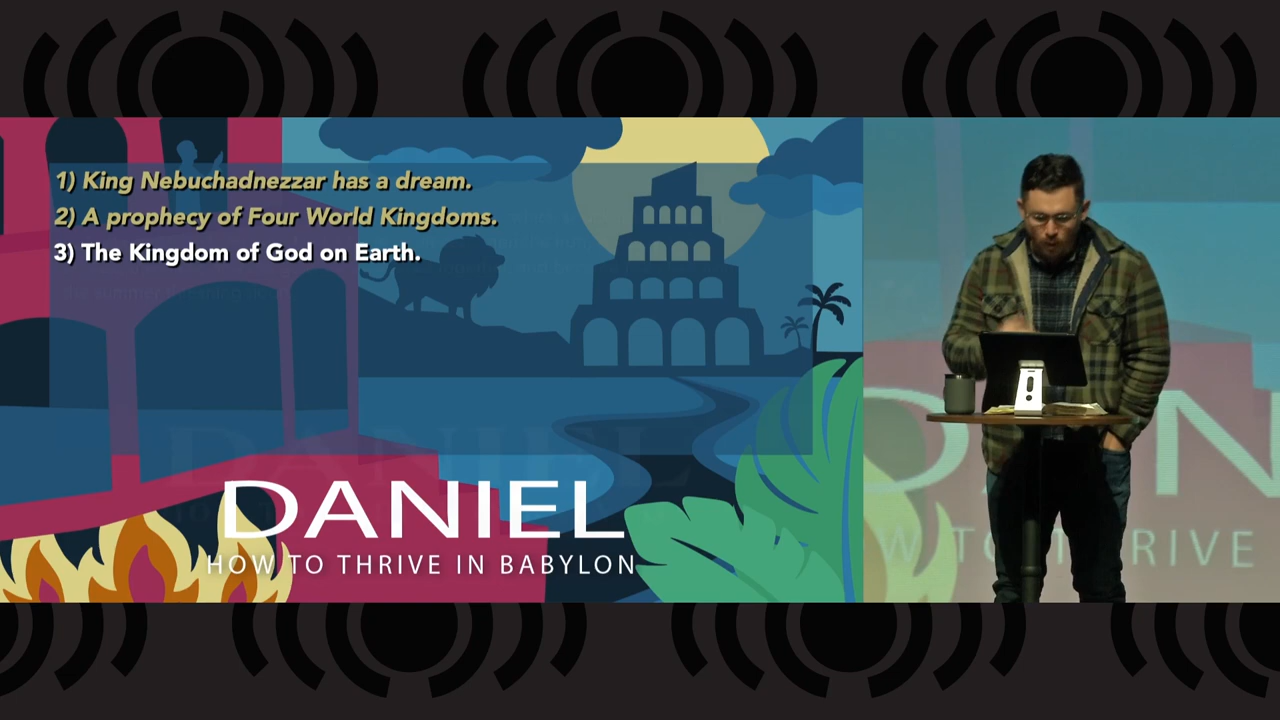 1) King Nebuchadnezzar has a dream.
2) A prophecy of Four World Kingdoms.
3) The Kingdom of God on Earth.
DANIEL
HOW TO THRIVE IN BABYLON